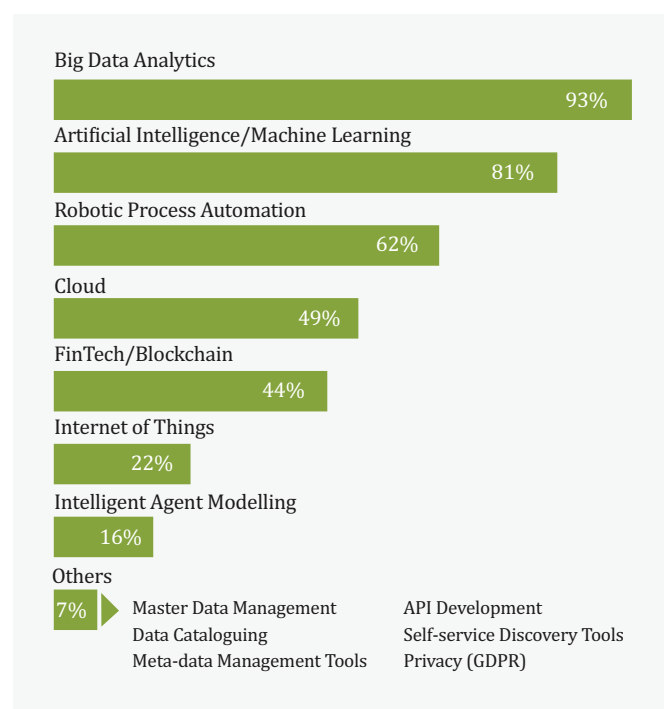 Big Data Analytics
93%
Artificial Intelligence/Machine Learning
81%
Robotic Process Automation
62%
Cloud
49%
FinTech/Blockchain
44%
Internet of Things
22%
Intelligent Agent Modelling
16%
Others
7%
Master Data Management
Data Cataloguing
Meta-data Management Tools
API Development
Self-service Discovery Tools
Privacy (GDPR)